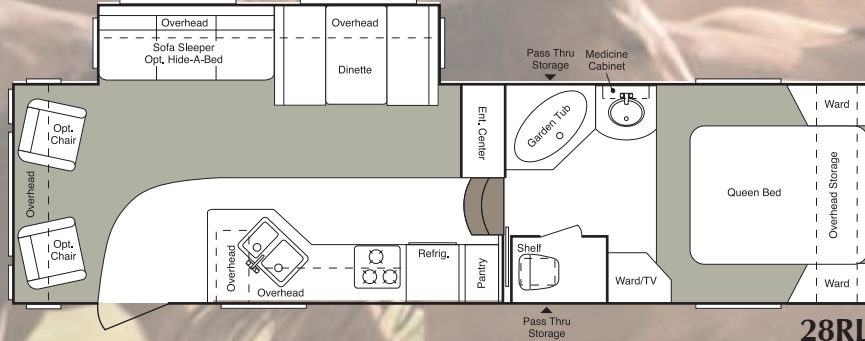 Overhead
Overhead
Sofa Sleeper
Opt. Hide-A-Bed
Dinette
Pass Thru
Storage
Medicine
Cabinet
Opt.
Chair
Overhead
Opt.
Chair
Ent. Center
Garden Tub
Ward
Queen Bed
Overhead Storage
Ward
Overhead
Overhead
Refrig.
Pantry
Shelf
Ward/TV
Pass Thru
Storage
28RL